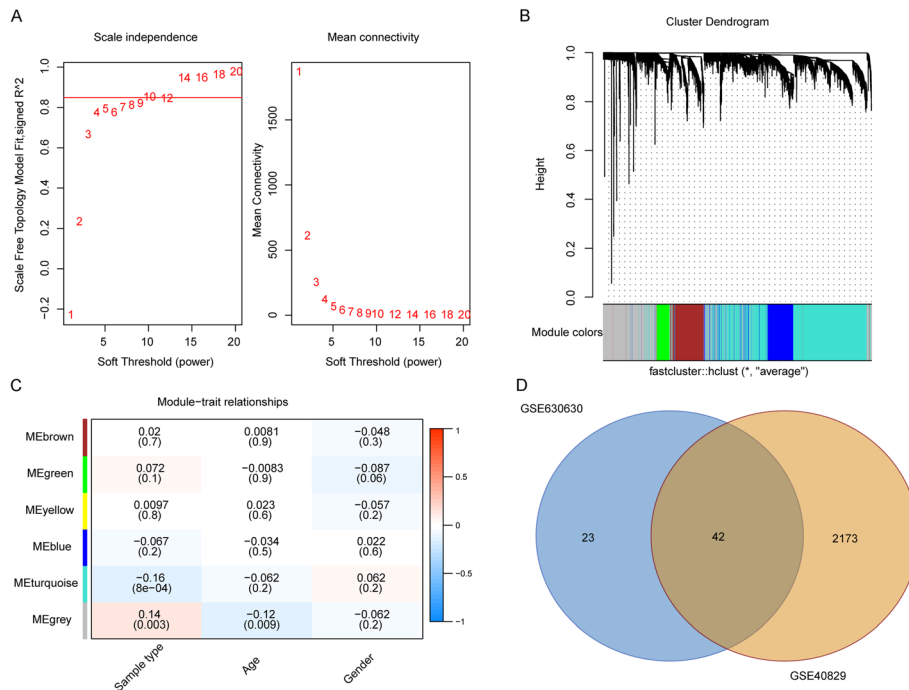 A
Scale independence
Scale Free Topology Model Fit,signed R^2
1.0
0.8
0.6
0.4
0.2
0.0
−0.2
1 2 3 4 5 6 7 8 9 10 12 14 16 18 20
5 10 15 20
Soft Threshold (power)
Mean connectivity
Mean Connectivity
1500
1000
500
0
1 2 3 4 5 6 7 8 9 10 12 14 16 18 20
5 10 15 20
Soft Threshold (power)
B
Cluster Dendrogram
Height
1.0
0.8
0.6
0.4
0.2
0.0
Module colors
fastcluster::hclust (*, "average")
C
Module−trait relationships
MEbrown 0.02 0.0081 −0.048
(0.7) (0.9) (0.3)
MEgreen 0.072 −0.0083 −0.087
(0.1) (0.9) (0.06)
MEyellow 0.0097 0.023 −0.057
(0.8) (0.6) (0.2)
MEblue −0.067 −0.034 0.022
(0.2) (0.5) (0.6)
MEturquoise −0.16 −0.062 0.062
(8e−04) (0.2) (0.2)
MEgrey 0.14 −0.12 −0.062
(0.003) (0.009) (0.2)
Sample type Age Gender
1
0.5
0
−0.5
−1
D
GSE630630
23 42 2173
GSE40829